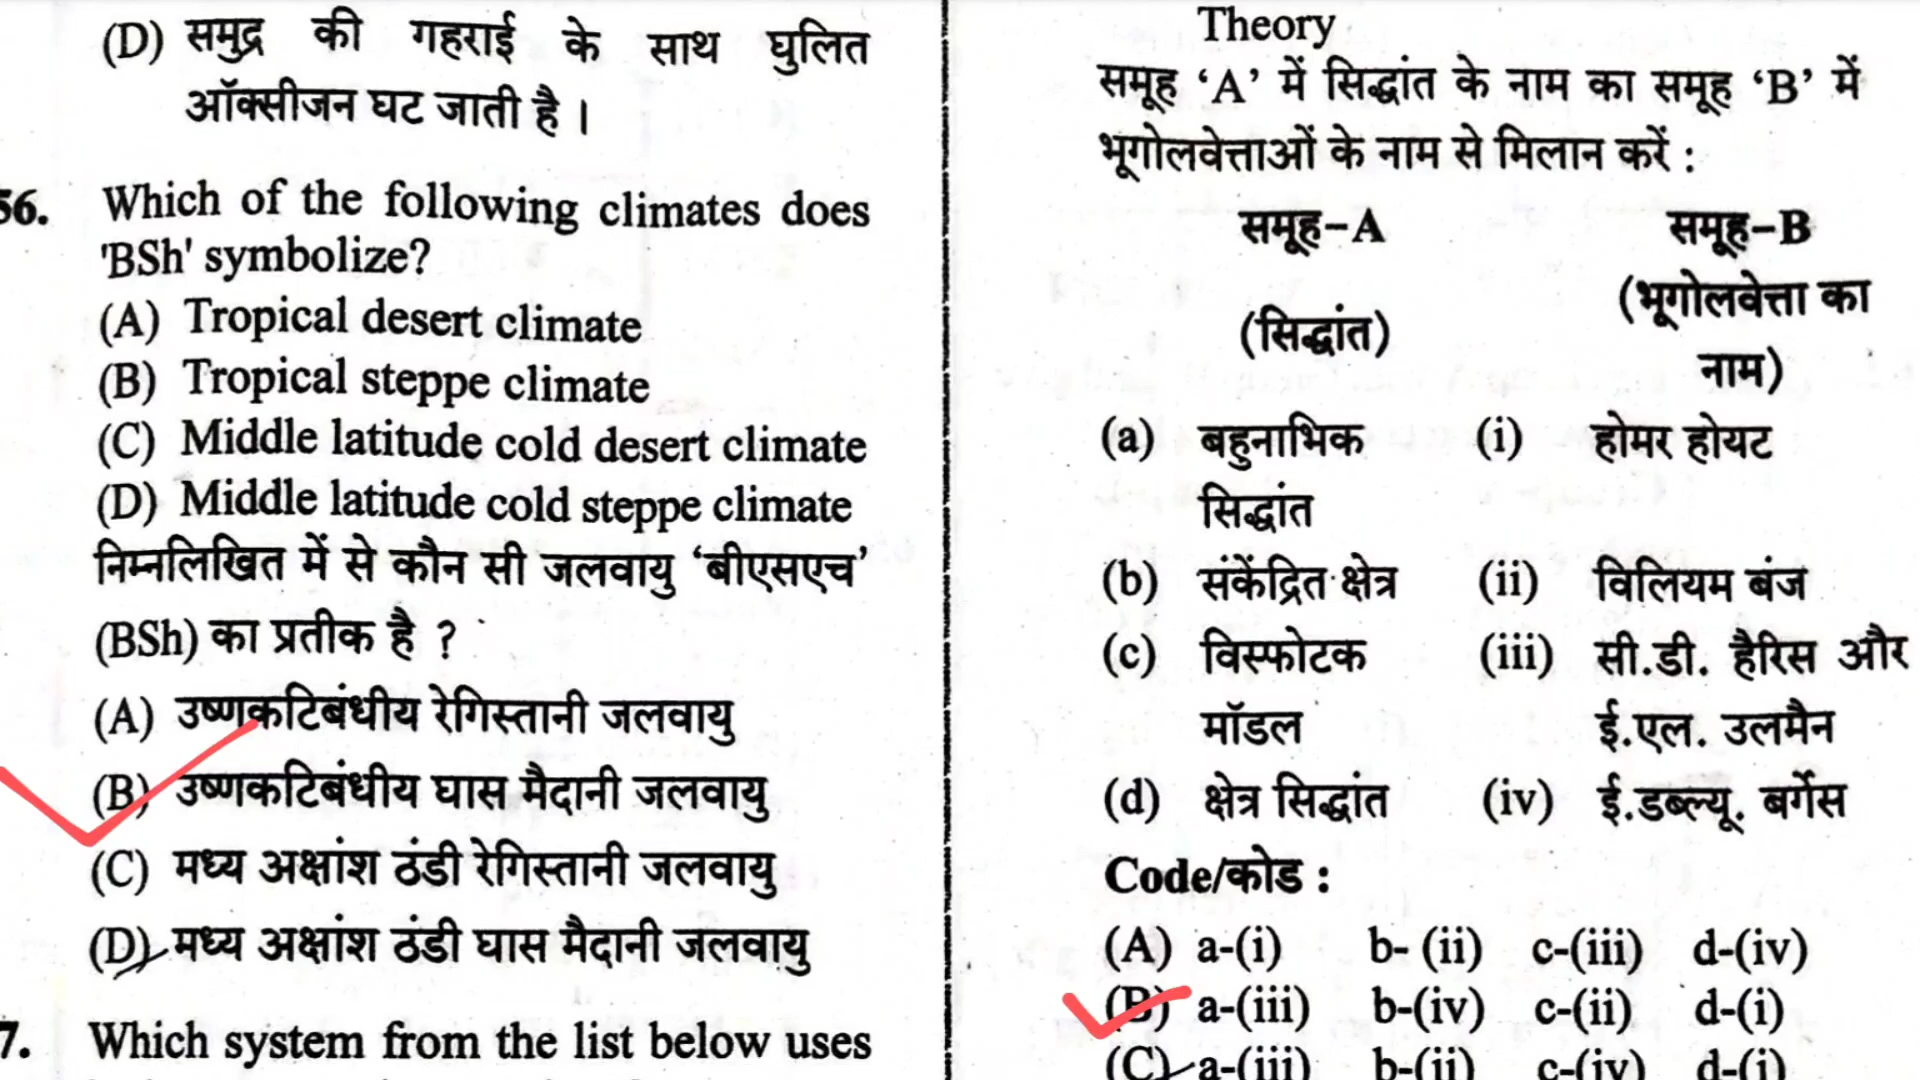 (D) समुद्र की गहराई के साथ घुलित
ऑक्सीजन घट जाती है ।
56. Which of the following climates does
'BSh' symbolize?
(A) Tropical desert climate
(B) Tropical steppe climate
(C) Middle latitude cold desert climate
(D) Middle latitude cold steppe climate
निम्नलिखित में से कौन सी जलवायु ‘बीएसएच’
(BSh) का प्रतीक है ?
(A) उष्णकटिबंधीय रेगिस्तानी जलवायु
(B) उष्णकटिबंधीय घास मैदानी जलवायु
(C) मध्य अक्षांश ठंडी रेगिस्तानी जलवायु
(D) मध्य अक्षांश ठंडी घास मैदानी जलवायु
7. Which system from the list below uses
Theory
समूह ‘A’ में सिद्धांत के नाम का समूह ‘B’ में
भूगोलवेत्ताओं के नाम से मिलान करें :
समूह–A समूह–B
(सिद्धांत) (भूगोलवेत्ता का
नाम)
(a) बहुनाभिक (i) होमर होयट
सिद्धांत
(b) संकेंद्रित क्षेत्र (ii) विलियम बंज
(c) विस्फोटक (iii) सी.डी. हैरिस और
मॉडल ई.एल. उलमैन
(d) क्षेत्र सिद्धांत (iv) ई.डब्ल्यू. बर्गेस
Code/कोड :
(A) a-(i) b- (ii) c-(iii) d-(iv)
(B) a-(iii) b-(iv) c-(ii) d-(i)
(C) a-(iii) b-(ii) c-(iv) d-(i)